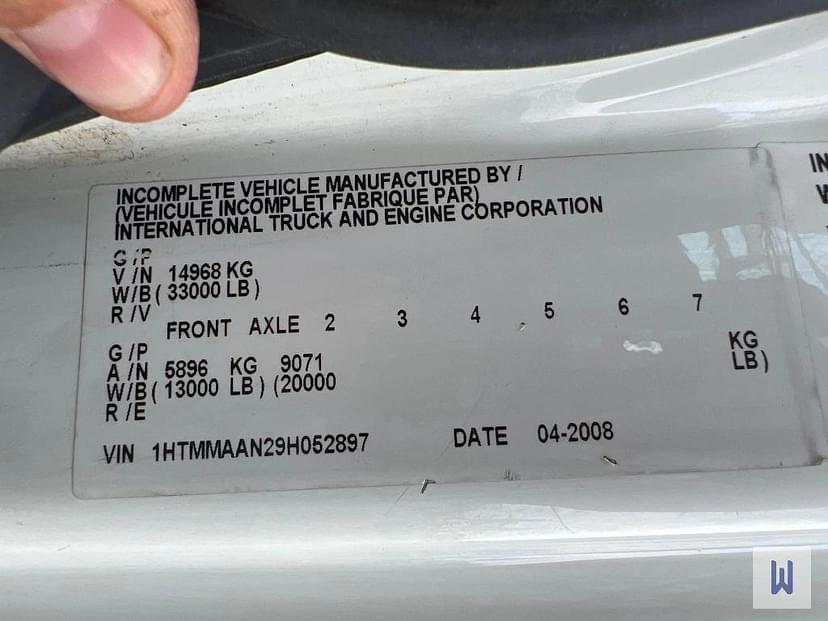 INCOMPLETE VEHICLE MANUFACTURED BY /
(VEHICULE INCOMPLET FABRIQUE PAR)
INTERNATIONAL TRUCK AND ENGINE CORPORATION
G /P
V /N 14968 KG
W/B ( 33000 LB )
R /V
FRONT AXLE 2 3 4 5 6 7
G /P
A /N 5896 KG 9071 KG
W/B ( 13000 LB ) (20000 LB )
R /E
VIN 1HTMMAAN29H052897 DATE 04-2008
IN
W